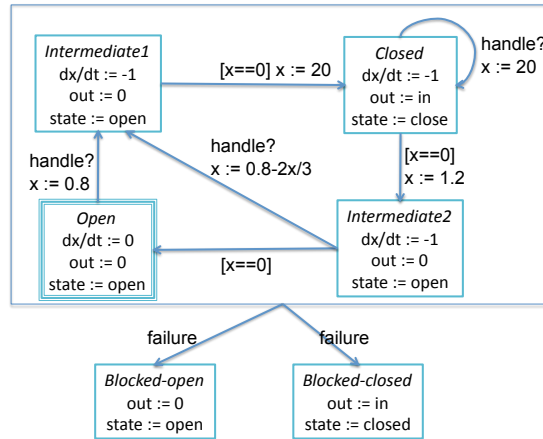 Intermediate1
dx/dt := -1
out := 0
state := open
[x==0] x := 20
Closed
dx/dt := -1
out := in
state := close
handle?
x := 20
handle?
x := 0.8
handle?
x := 0.8-2x/3
[x==0]
x := 1.2
Open
dx/dt := 0
out := 0
state := open
[x==0]
Intermediate2
dx/dt := -1
out := 0
state := open
failure
failure
Blocked-open
out := 0
state := open
Blocked-closed
out := in
state := closed